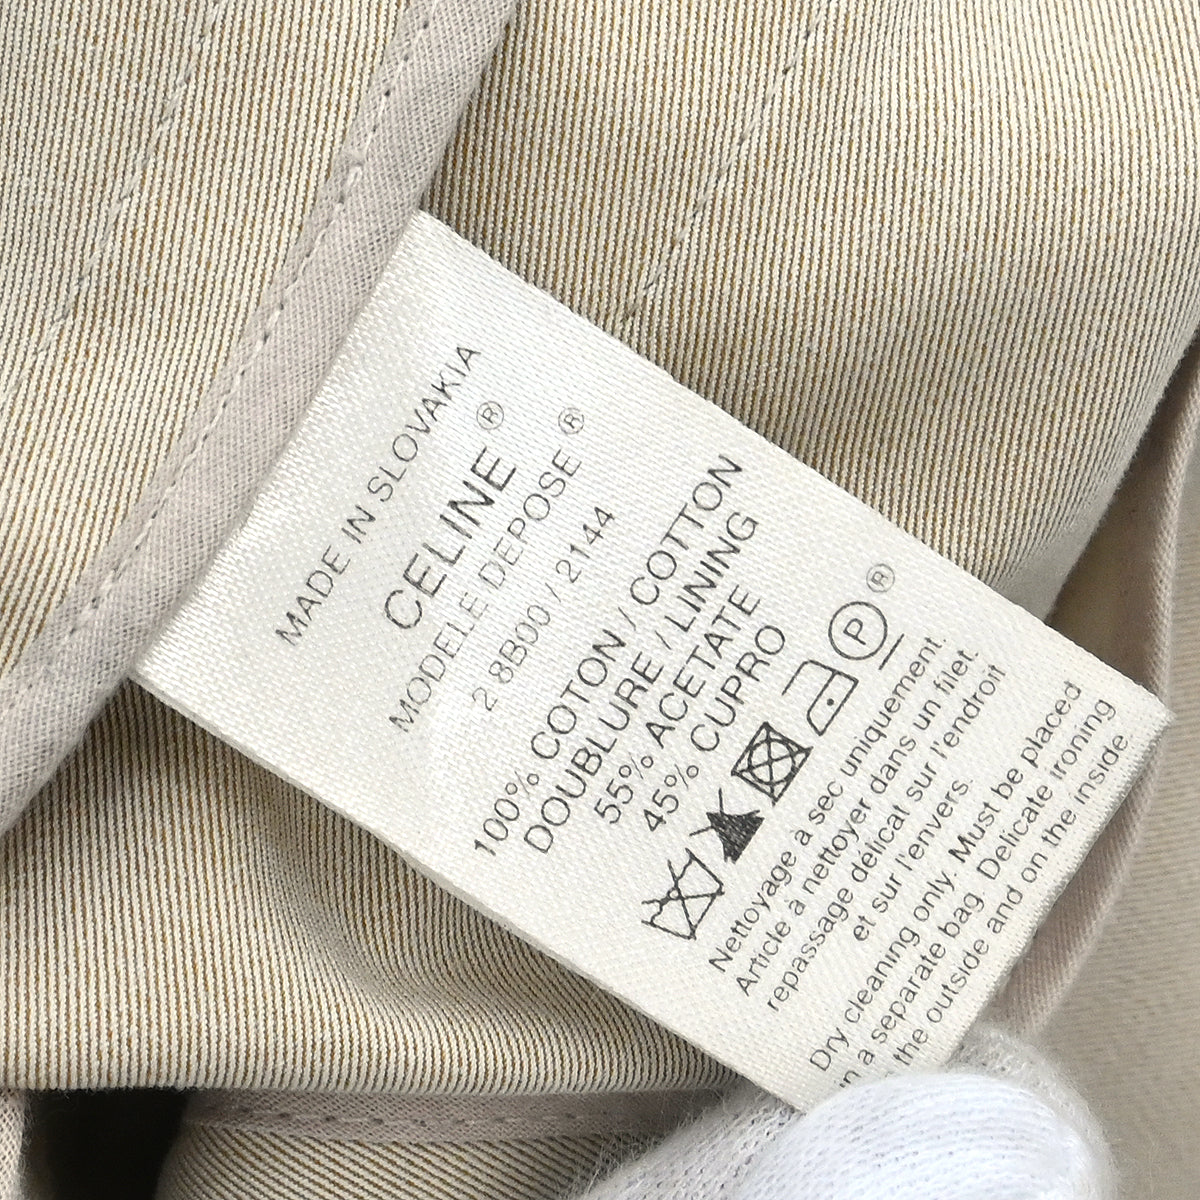 MADE IN SLOVAKIA
CELINE ®
MODELE DEPOSE ®
2 8B00 / 2144
100% COTON / COTTON
DOUBLURE / LINING
55% ACETATE
45% CUPRO
P ®
Nettoyage à sec uniquement.
Article à nettoyer dans un filet.
repassage délicat sur l'endroit
et sur l'envers.
Dry cleaning only. Must be placed
in a separate bag. Delicate ironing
the outside and on the inside.